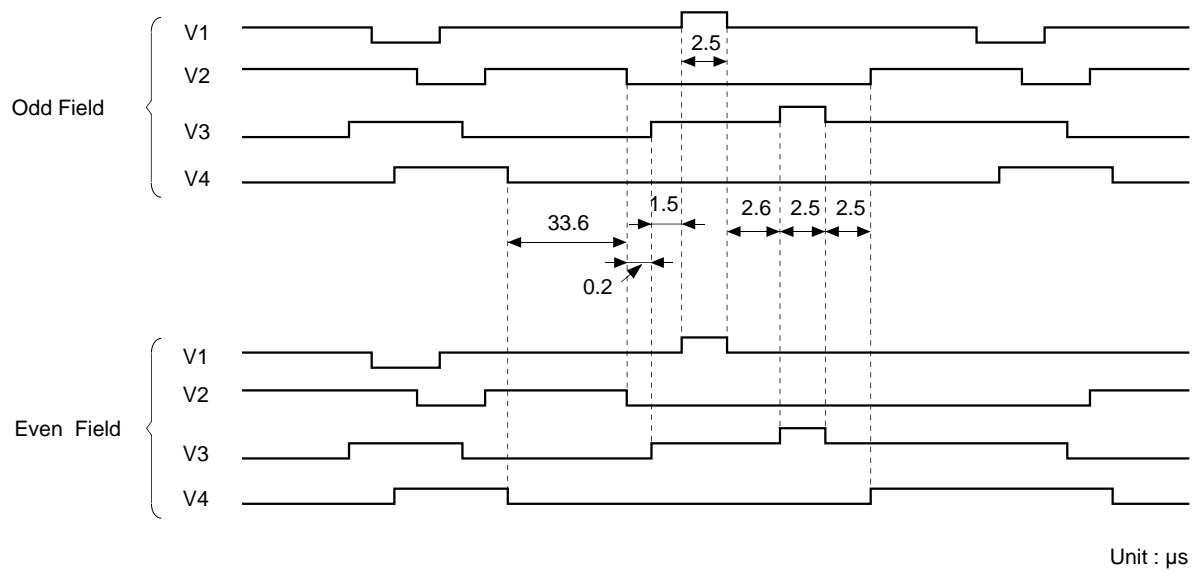 V1
2.5
V2
Odd Field
V3
V4
1.5
2.6 2.5 2.5
33.6
0.2
V1
V2
Even Field
V3
V4
Unit : µs